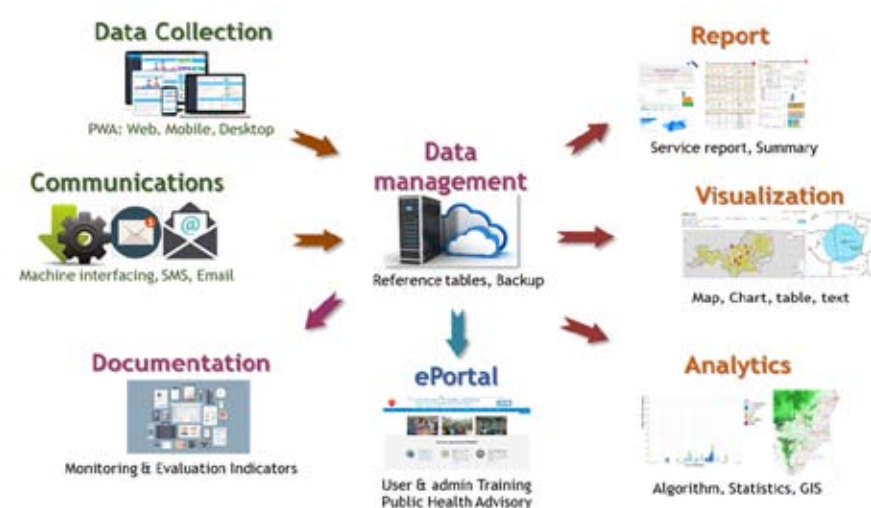 Data Collection
PWA: Web, Mobile, Desktop
Communications
Machine interfacing, SMS, Email
Data
management
Reference tables, Backup
Report
Service report, Summary
Visualization
Map, Chart, table, text
Documentation
Monitoring & Evaluation Indicators
ePortal
User & admin Training
Public Health Advisory
Analytics
Algorithm, Statistics, GIS